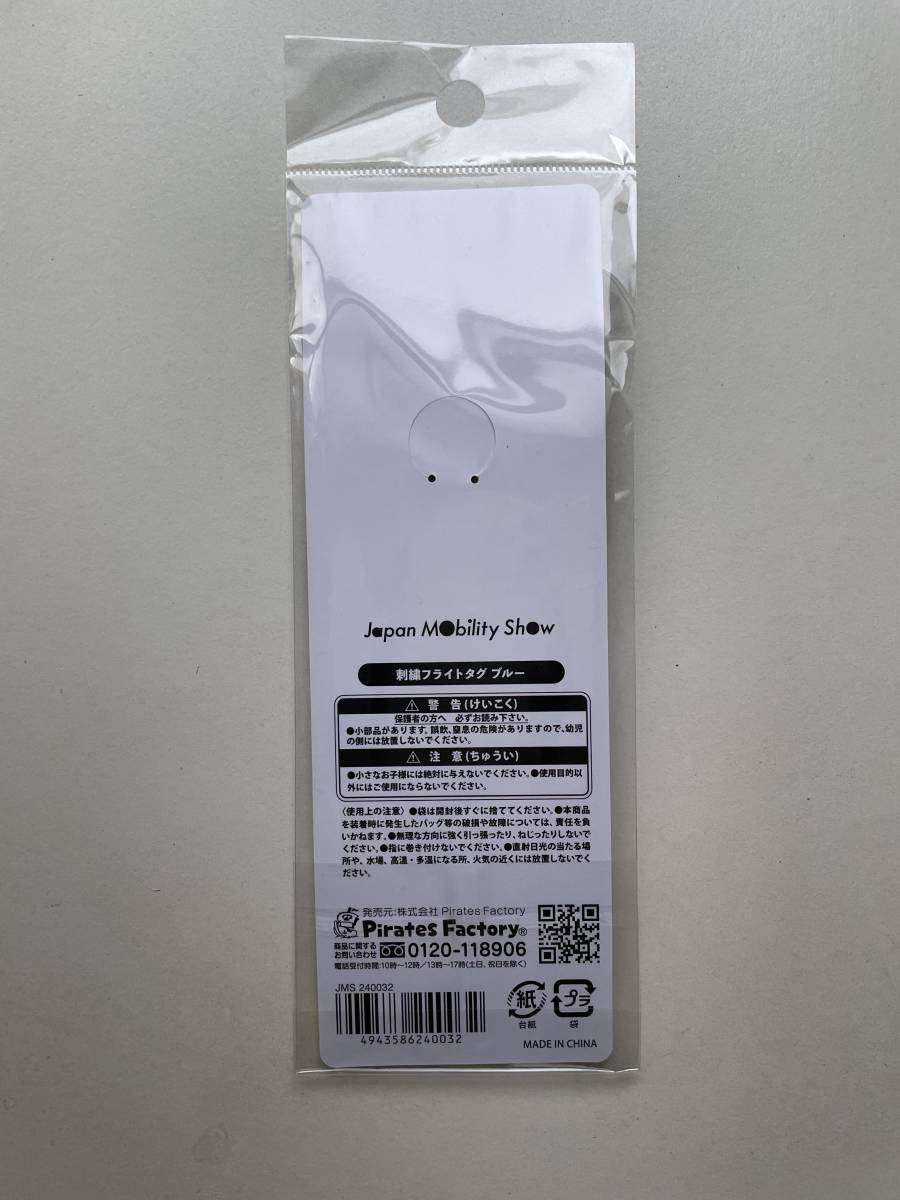 Japan Mobility Show
刺繍フライトタグ ブルー
⚠ 警 告(けいこく)
保護者の方へ 必ずお読み下さい。
●小部品があります。誤飲、窒息の危険がありますので、幼児
の側には放置しないでください。
⚠ 注 意(ちゅうい)
●小さなお子様には絶対に与えないでください。●使用目的以
外にはご使用にならないでください。
〈使用上の注意〉●袋は開封後すぐに捨ててください。●本商品
を装着時に発生したバッグ等の破損や故障については、責任を負
いかねます。●無理な方向に強く引っ張ったり、ねじったりしないで
ください。●指に巻き付けないでください。●直射日光の当たる場
所や、水場、高温・多湿になる所、火気の近くには放置しないでく
ださい。
発売元:株式会社 Pirates Factory
Pirates Factory®
商品に関する
お問い合わせ 0120-118906
電話受付時間:10時〜12時/13時〜17時(土日、祝日を除く)
JMS 240032
4943586240032
紙
台紙
プラ
袋
MADE IN CHINA